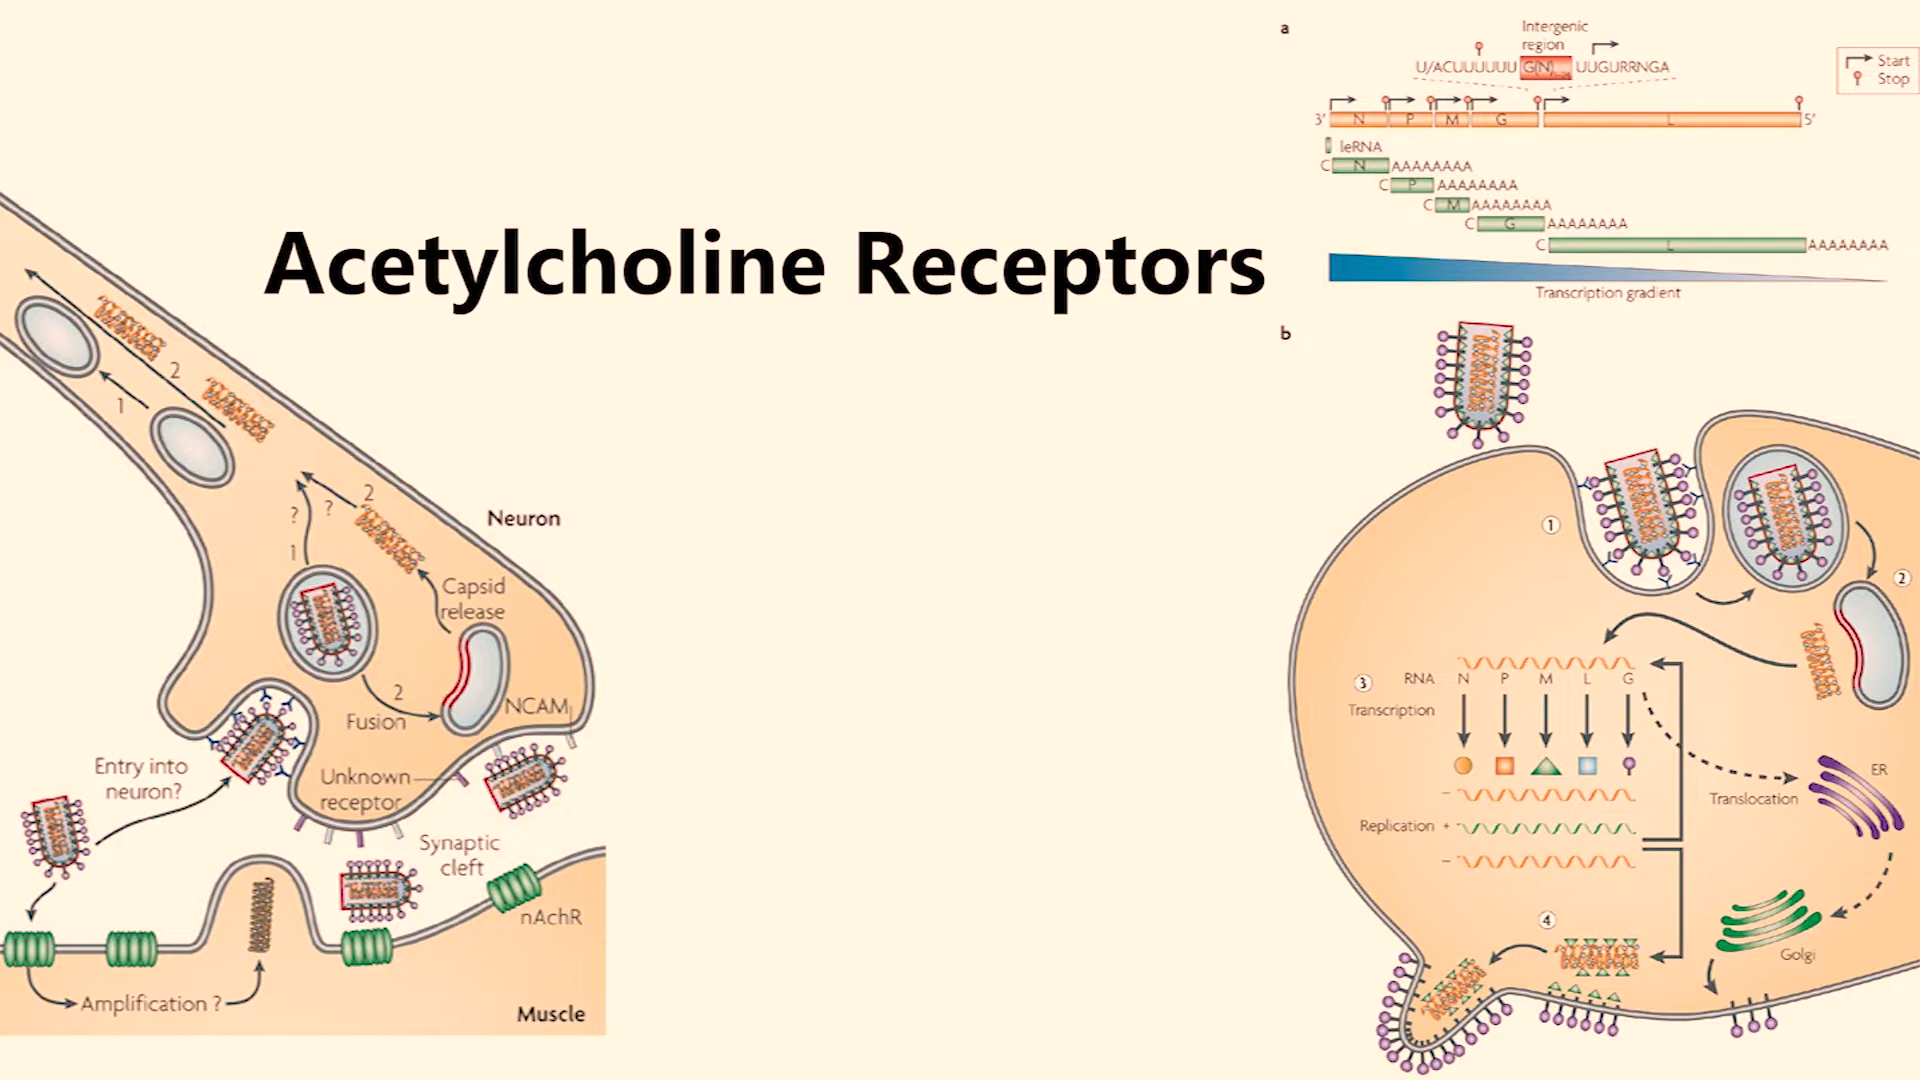 Acetylcholine Receptors
2
1
2
?
?
1
Neuron
Capsid
release
2
Fusion
NCAM
Entry into
neuron?
Unknown
receptor
Synaptic
cleft
nAchR
Amplification ?
Muscle
a
Intergenic
region
U/ACUUUUUU G(N) UUGURRNGA
Start
Stop
3' N P M G L 5'
leRNA
C N AAAAAAAA
C P AAAAAAAA
C M AAAAAAAA
C G AAAAAAAA
C L AAAAAAAA
Transcription gradient
b
1
2
3
RNA N P M L G
Transcription
ER
Translocation
−
Replication +
−
4
Golgi